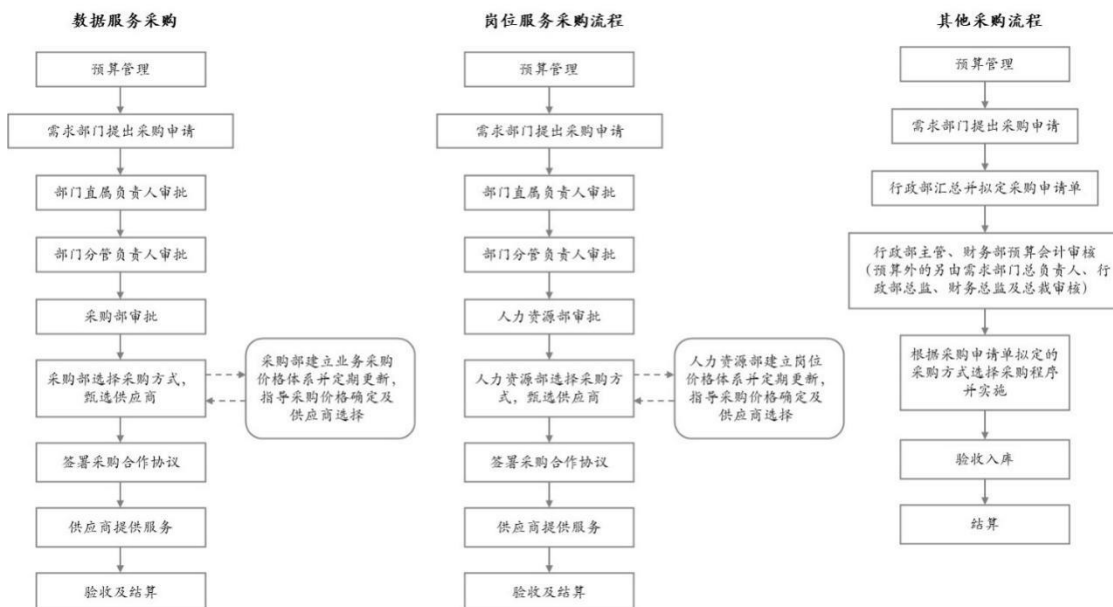 数据服务采购
预算管理
需求部门提出采购申请
部门直属负责人审批
部门分管负责人审批
采购部审批
采购部选择采购方式，
甄选供应商
采购部建立业务采购
价格体系并定期更新，
指导采购价格确定及
供应商选择
签署采购合作协议
供应商提供服务
验收及结算
岗位服务采购流程
预算管理
需求部门提出采购申请
部门直属负责人审批
部门分管负责人审批
人力资源部审批
人力资源部选择采购方
式，甄选供应商
人力资源部建立岗位
价格体系并定期更新，
指导采购价格确定及
供应商选择
签署采购合作协议
供应商提供服务
验收及结算
其他采购流程
预算管理
需求部门提出采购申请
行政部汇总并拟定采购申请单
行政部主管、财务部预算会计审核
（预算外的另由需求部门总负责人、行
政部总监、财务总监及总裁审核）
根据采购申请单拟定的
采购方式选择采购程序
并实施
验收入库
结算